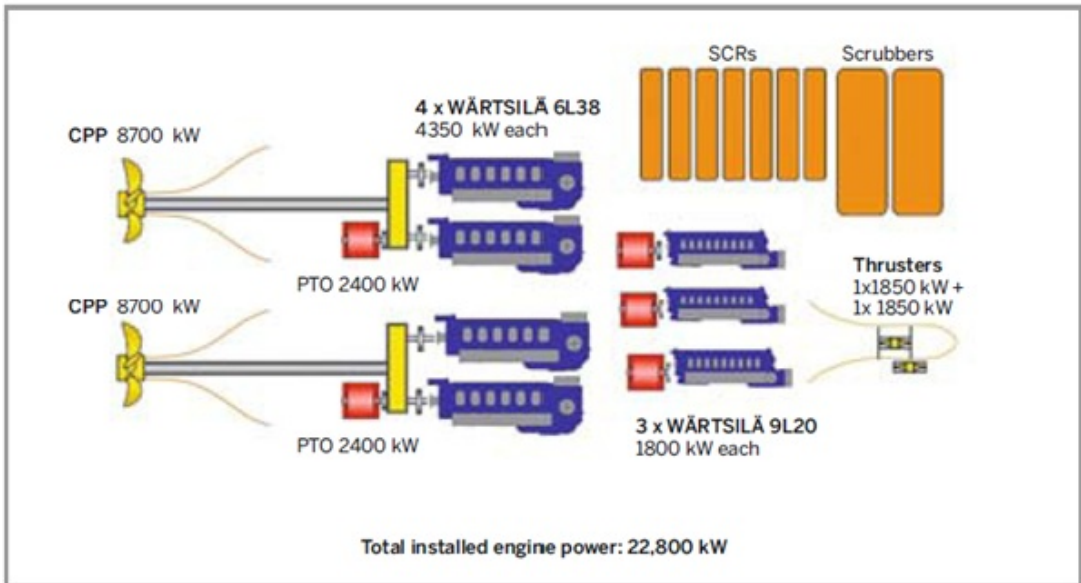 SCRs
Scrubbers
4 x WÄRTSILÄ 6L38
4350 kW each
CPP 8700 kW
PTO 2400 kW
Thrusters
1x1850 kW +
1x 1850 kW
CPP 8700 kW
PTO 2400 kW
3 x WÄRTSILÄ 9L20
1800 kW each
Total installed engine power: 22,800 kW